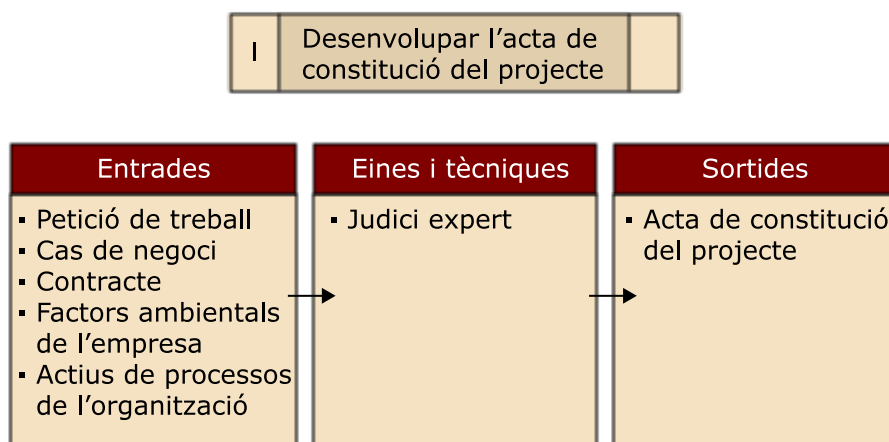 I
Desenvolupar l’acta de
constitució del projecte
Entrades
▪ Petició de treball
▪ Cas de negoci
▪ Contracte
▪ Factors ambientals
de l’empresa
▪ Actius de processos
de l’organització
Eines i tècniques
▪ Judici expert
Sortides
▪ Acta de constitució
del projecte